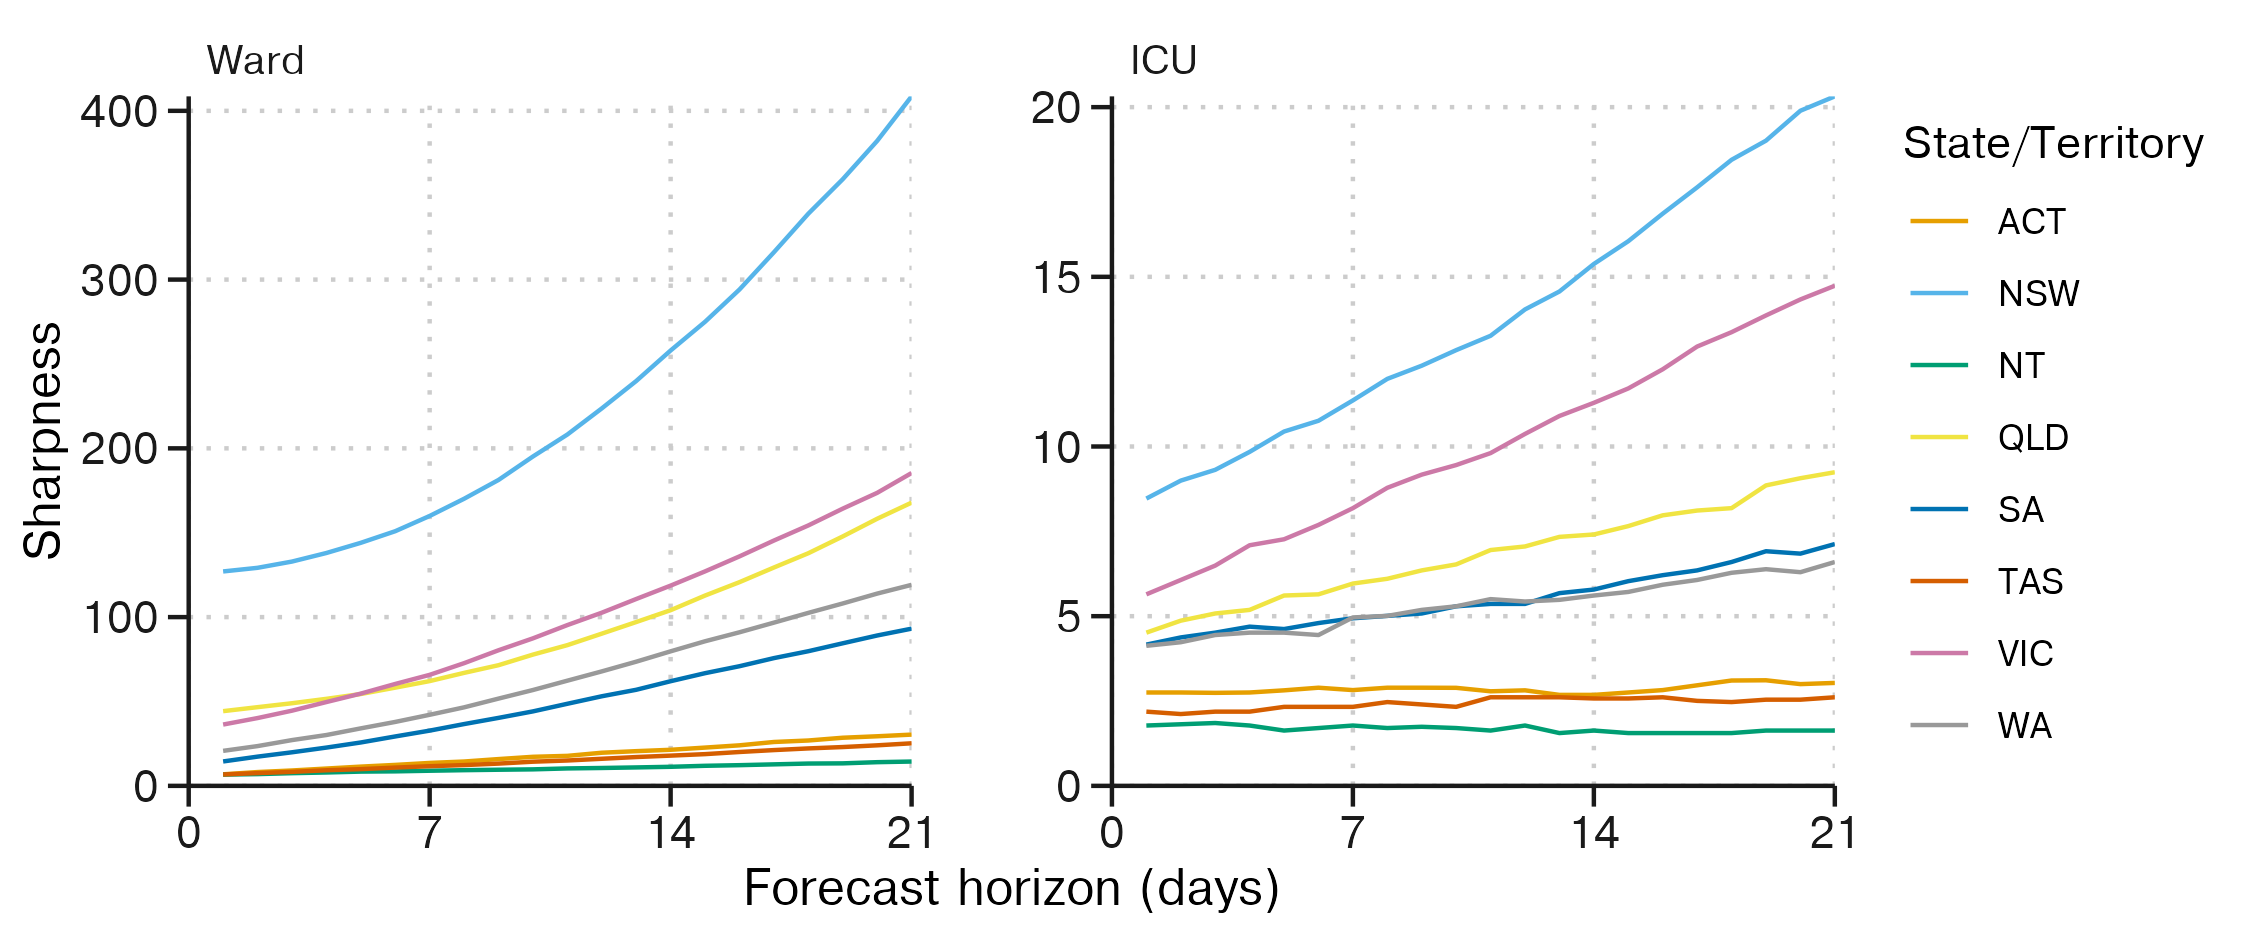 Ward
ICU
Sharpness
400
300
200
100
0
0 7 14 21
20
15
10
5
0
0 7 14 21
Forecast horizon (days)
State/Territory
ACT
NSW
NT
QLD
SA
TAS
VIC
WA